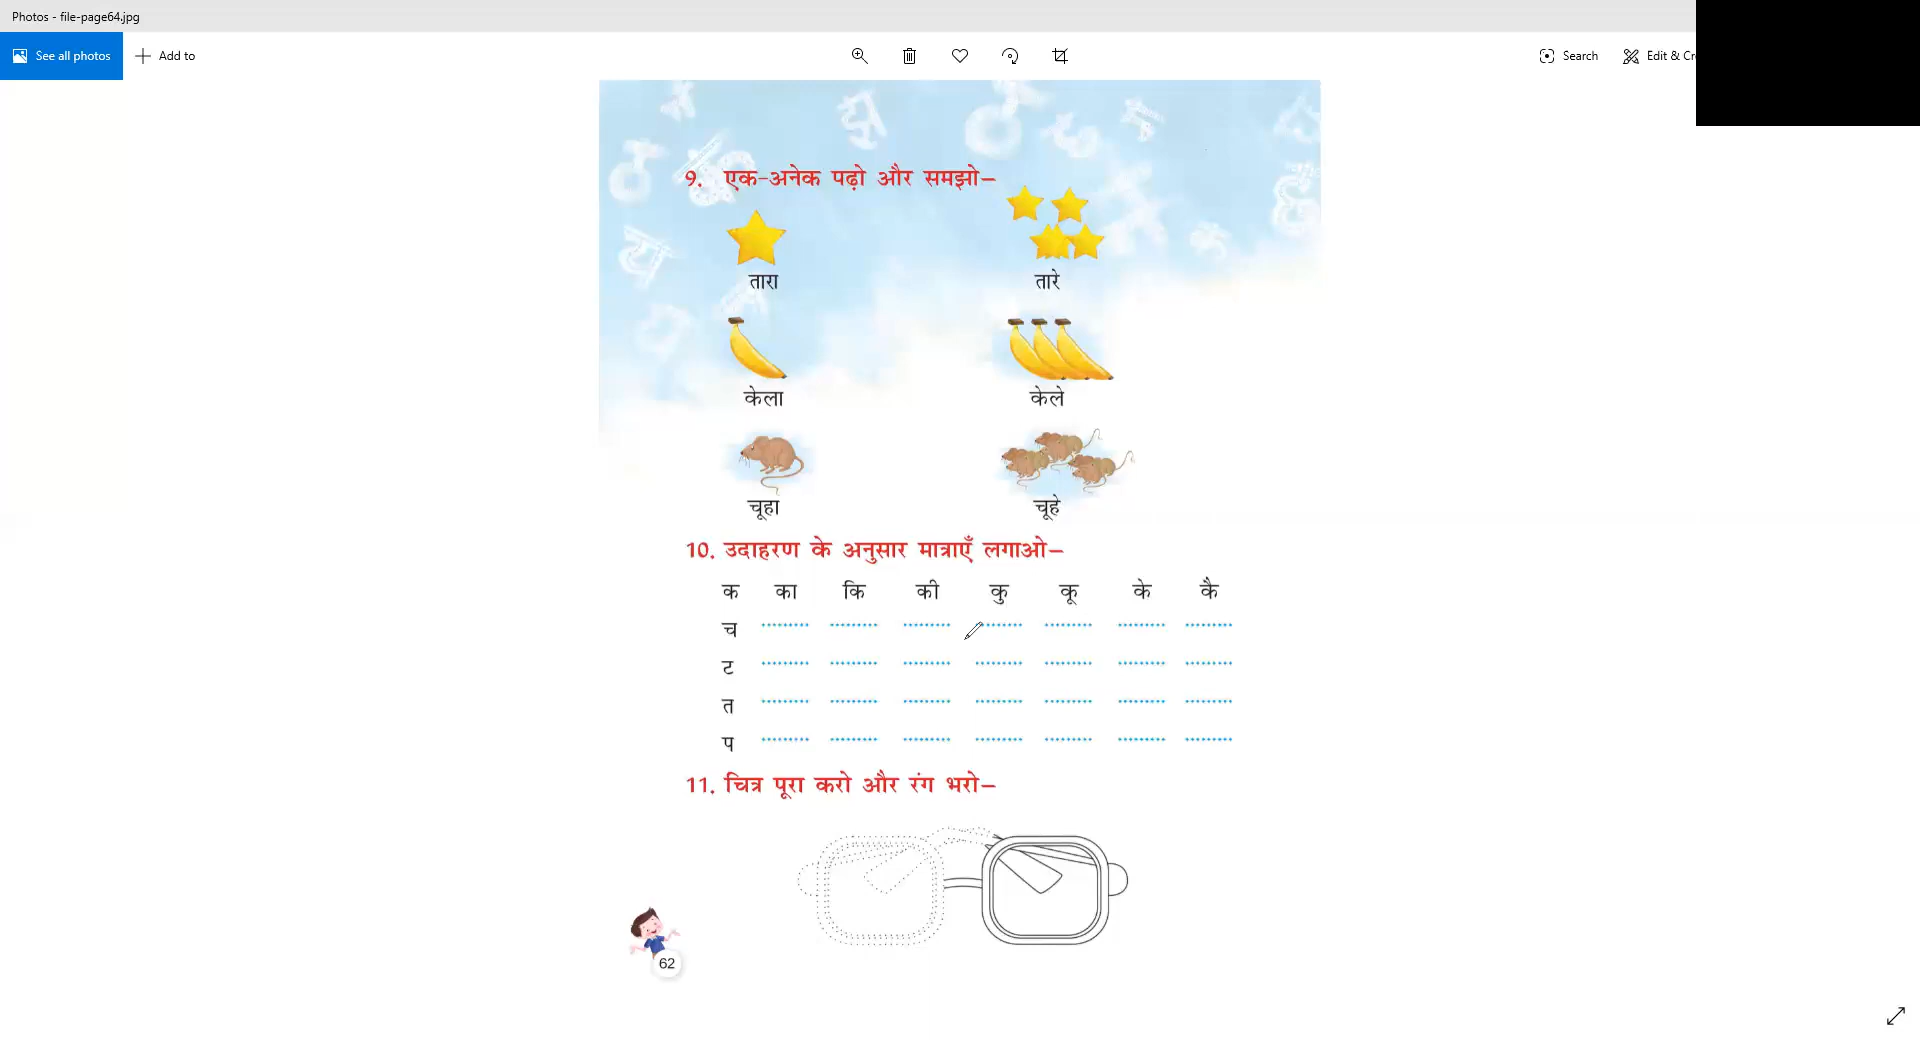 Photos - file-page64.jpg
See all photos
Add to
Search
Edit & Cr
9. एक-अनेक पढ़ो और समझो–
तारा तारे
केला केले
चूहा चूहे
10. उदाहरण के अनुसार मात्राएँ लगाओ–
क का कि की कु कू के कै
च
ट
त
प
11. चित्र पूरा करो और रंग भरो–
62